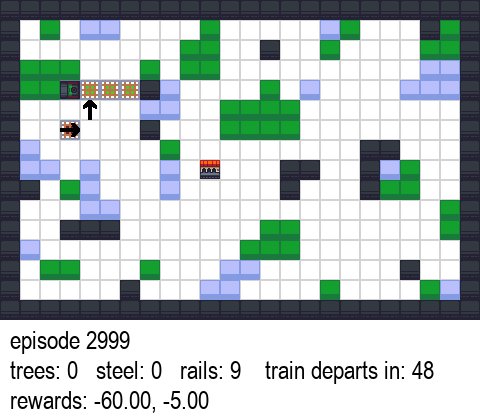 episode 2999
trees: 0 steel: 0 rails: 9 train departs in: 48
rewards: -60.00, -5.00